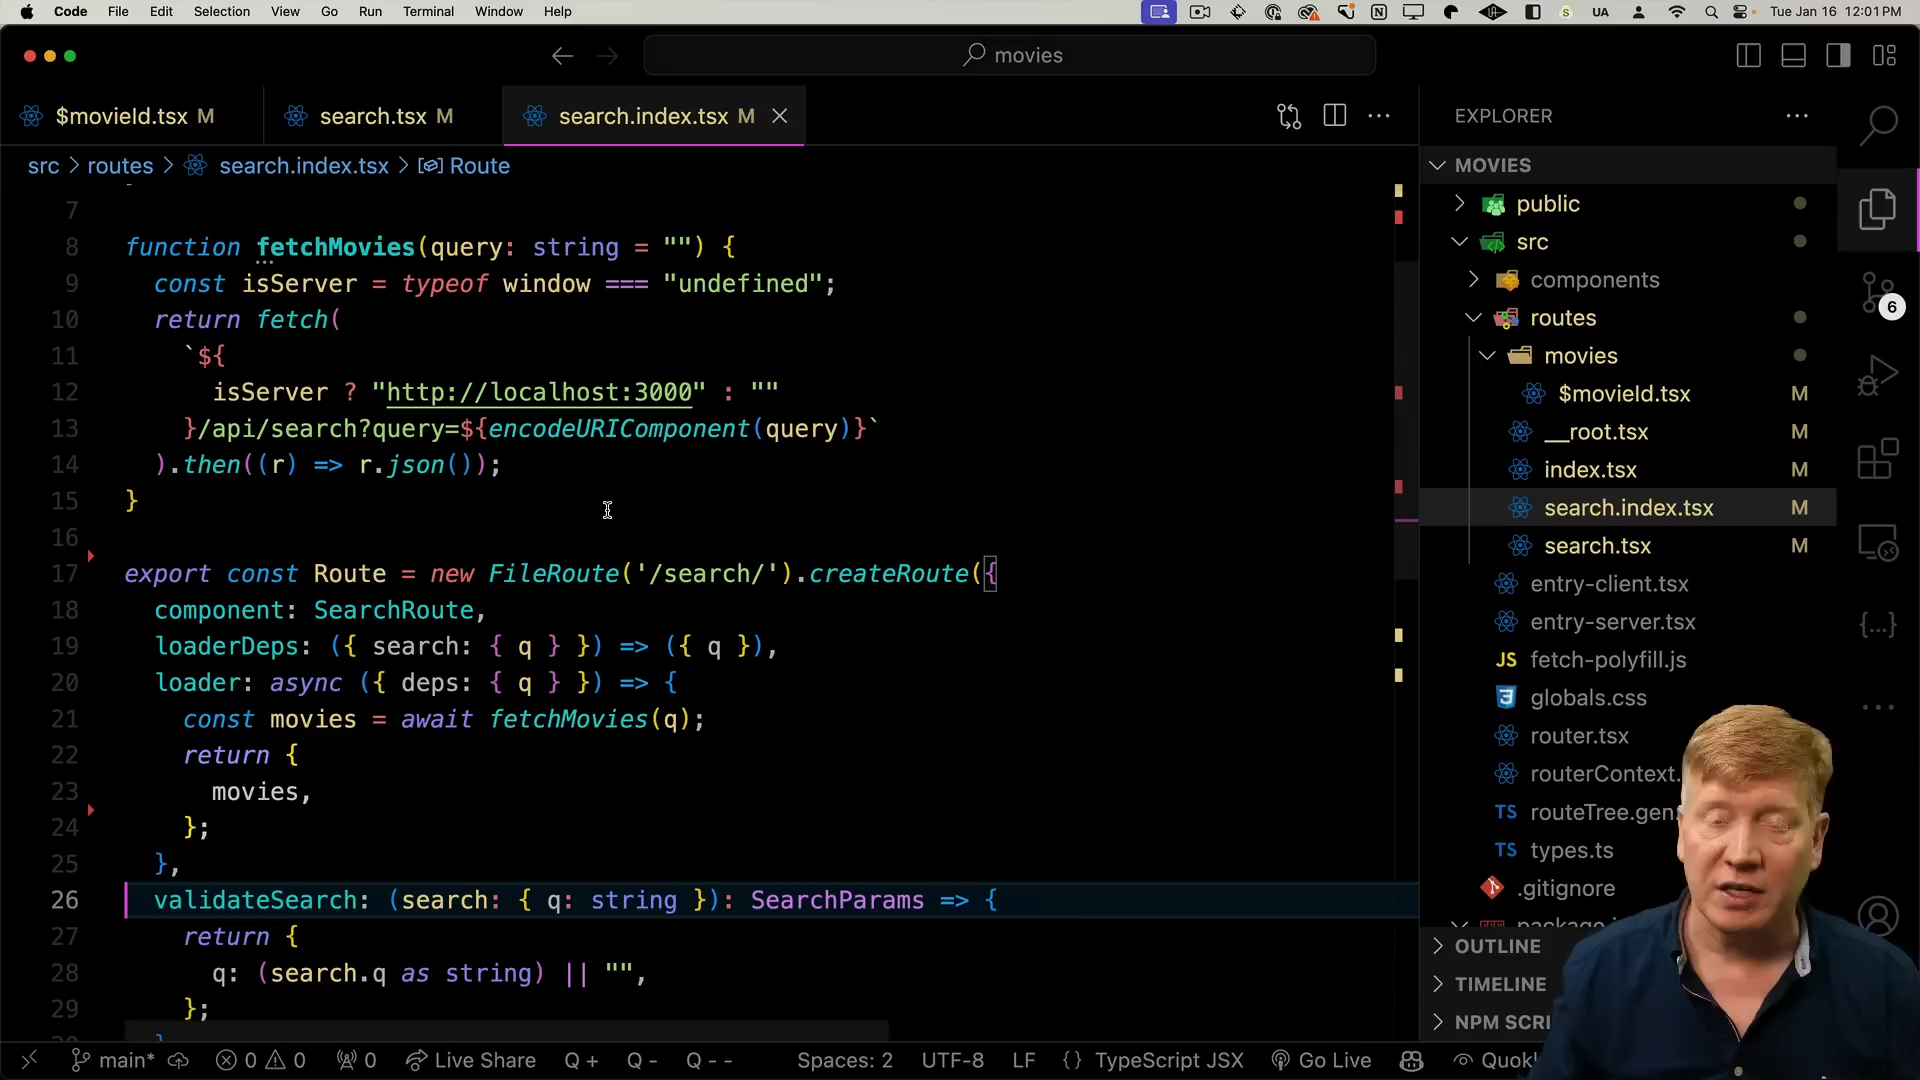 Code File Edit Selection View Go Run Terminal Window Help
UA Tue Jan 16 12:01 PM
movies
$movieId.tsx M
search.tsx M
search.index.tsx M
src > routes > search.index.tsx > Route
7
8 function fetchMovies(query: string = "") {
9 const isServer = typeof window === "undefined";
10 return fetch(
11 `${
12 isServer ? "http://localhost:3000" : ""
13 }/api/search?query=${encodeURIComponent(query)}`
14 ).then((r) => r.json());
15 }
16
17 export const Route = new FileRoute('/search/').createRoute({
18 component: SearchRoute,
19 loaderDeps: ({ search: { q } }) => ({ q }),
20 loader: async ({ deps: { q } }) => {
21 const movies = await fetchMovies(q);
22 return {
23 movies,
24 };
25 },
26 validateSearch: (search: { q: string }): SearchParams => {
27 return {
28 q: (search.q as string) || "",
29 };
EXPLORER
MOVIES
public
src
components
routes
movies
$movieId.tsx M
__root.tsx M
index.tsx M
search.index.tsx M
search.tsx M
entry-client.tsx
entry-server.tsx
JS fetch-polyfill.js
globals.css
router.tsx
routerContext.
TS routeTree.gen.
TS types.ts
.gitignore
OUTLINE
TIMELINE
NPM SCRI
6
main* 0 0 0 Live Share Q + Q - Q - - Spaces: 2 UTF-8 LF {} TypeScript JSX Go Live Quok